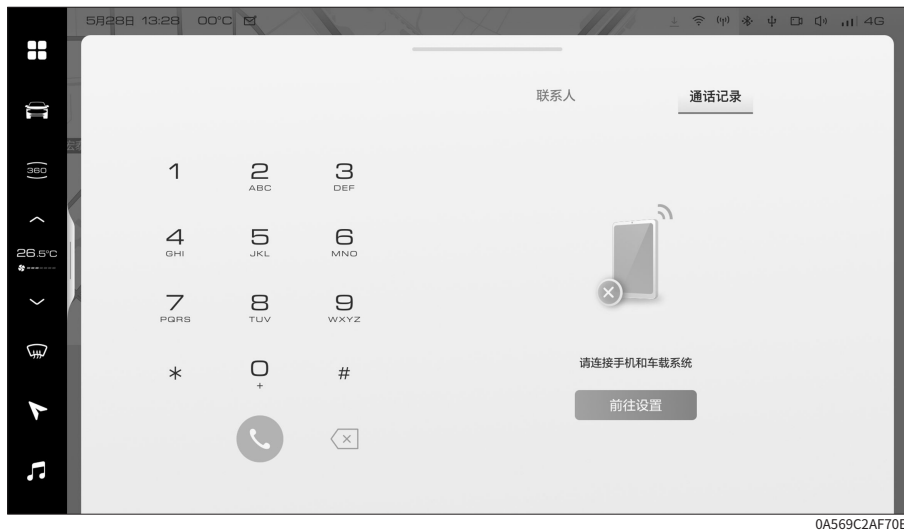 5月28日 13:28 00°C 4G
联系人 通话记录
360
1 2 3
ABC DEF
26.5°C
4 5 6
GHI JKL MNO
7 8 9
PQRS TUV WXYZ
* 0 #
+
请连接手机和车载系统
前往设置
0A569C2AF70E